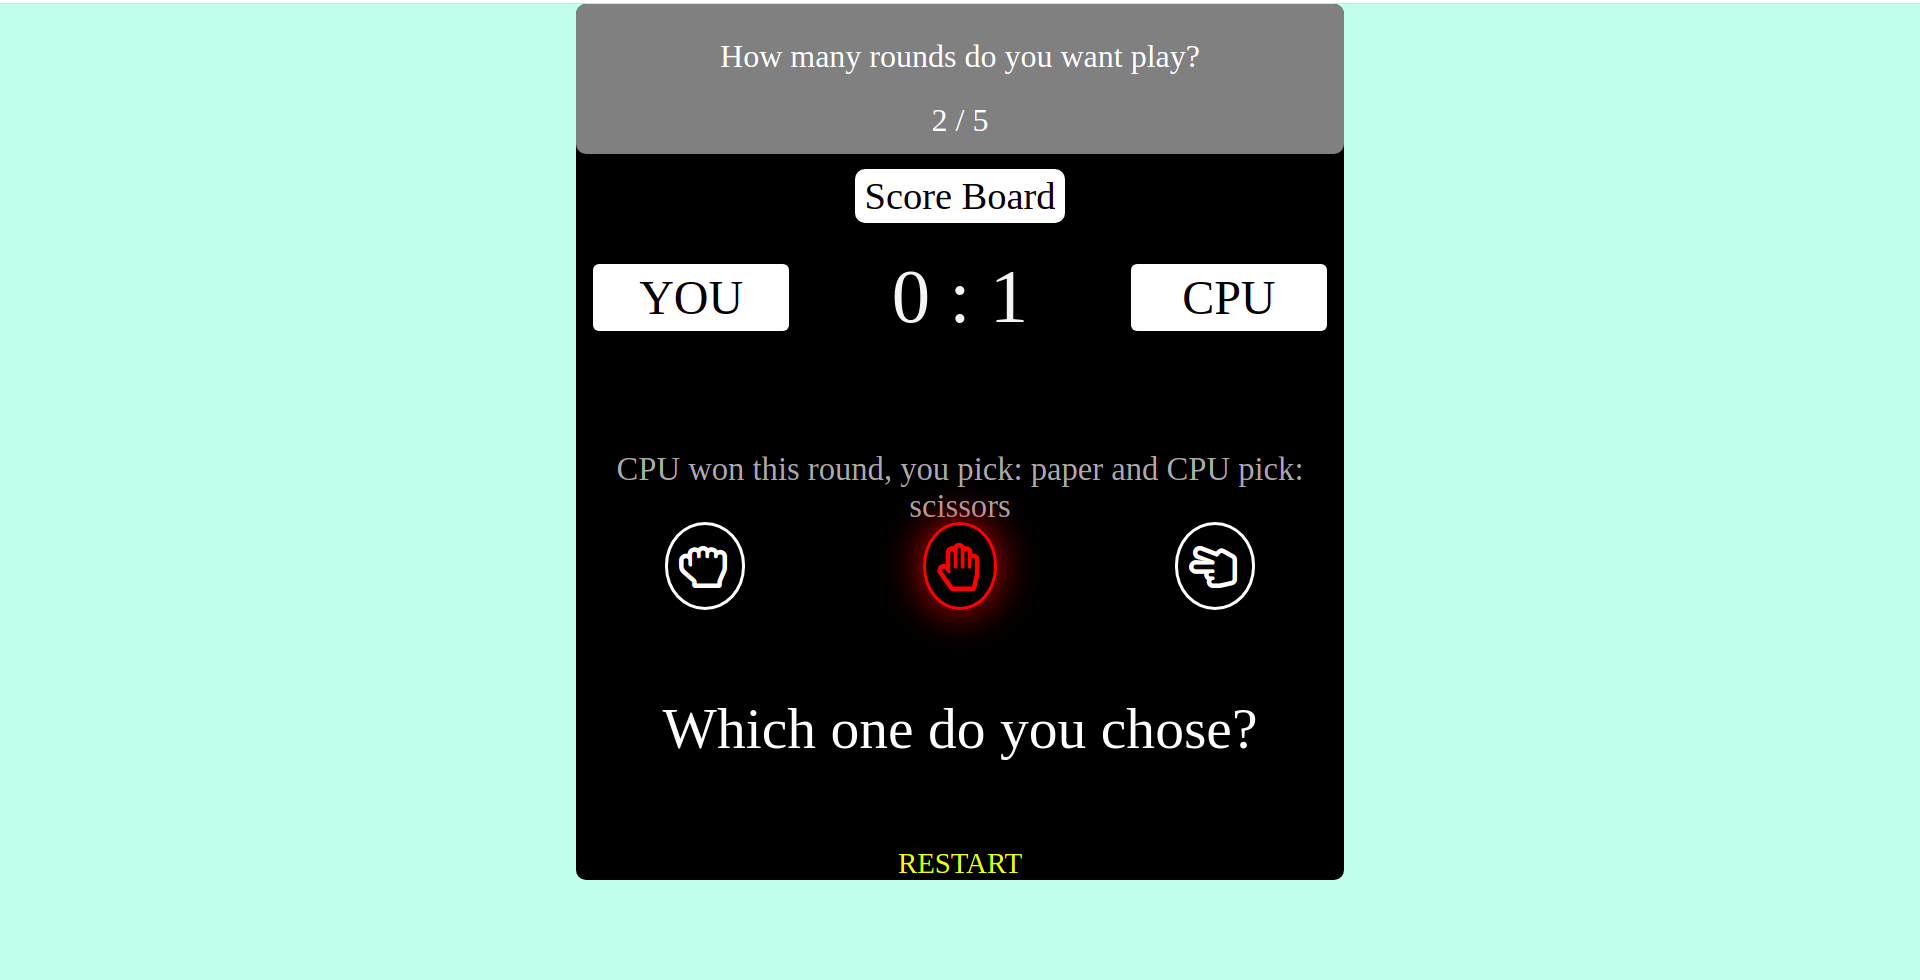 How many rounds do you want play?
2 / 5
Score Board
YOU
0 : 1
CPU
CPU won this round, you pick: paper and CPU pick:
scissors
Which one do you chose?
RESTART